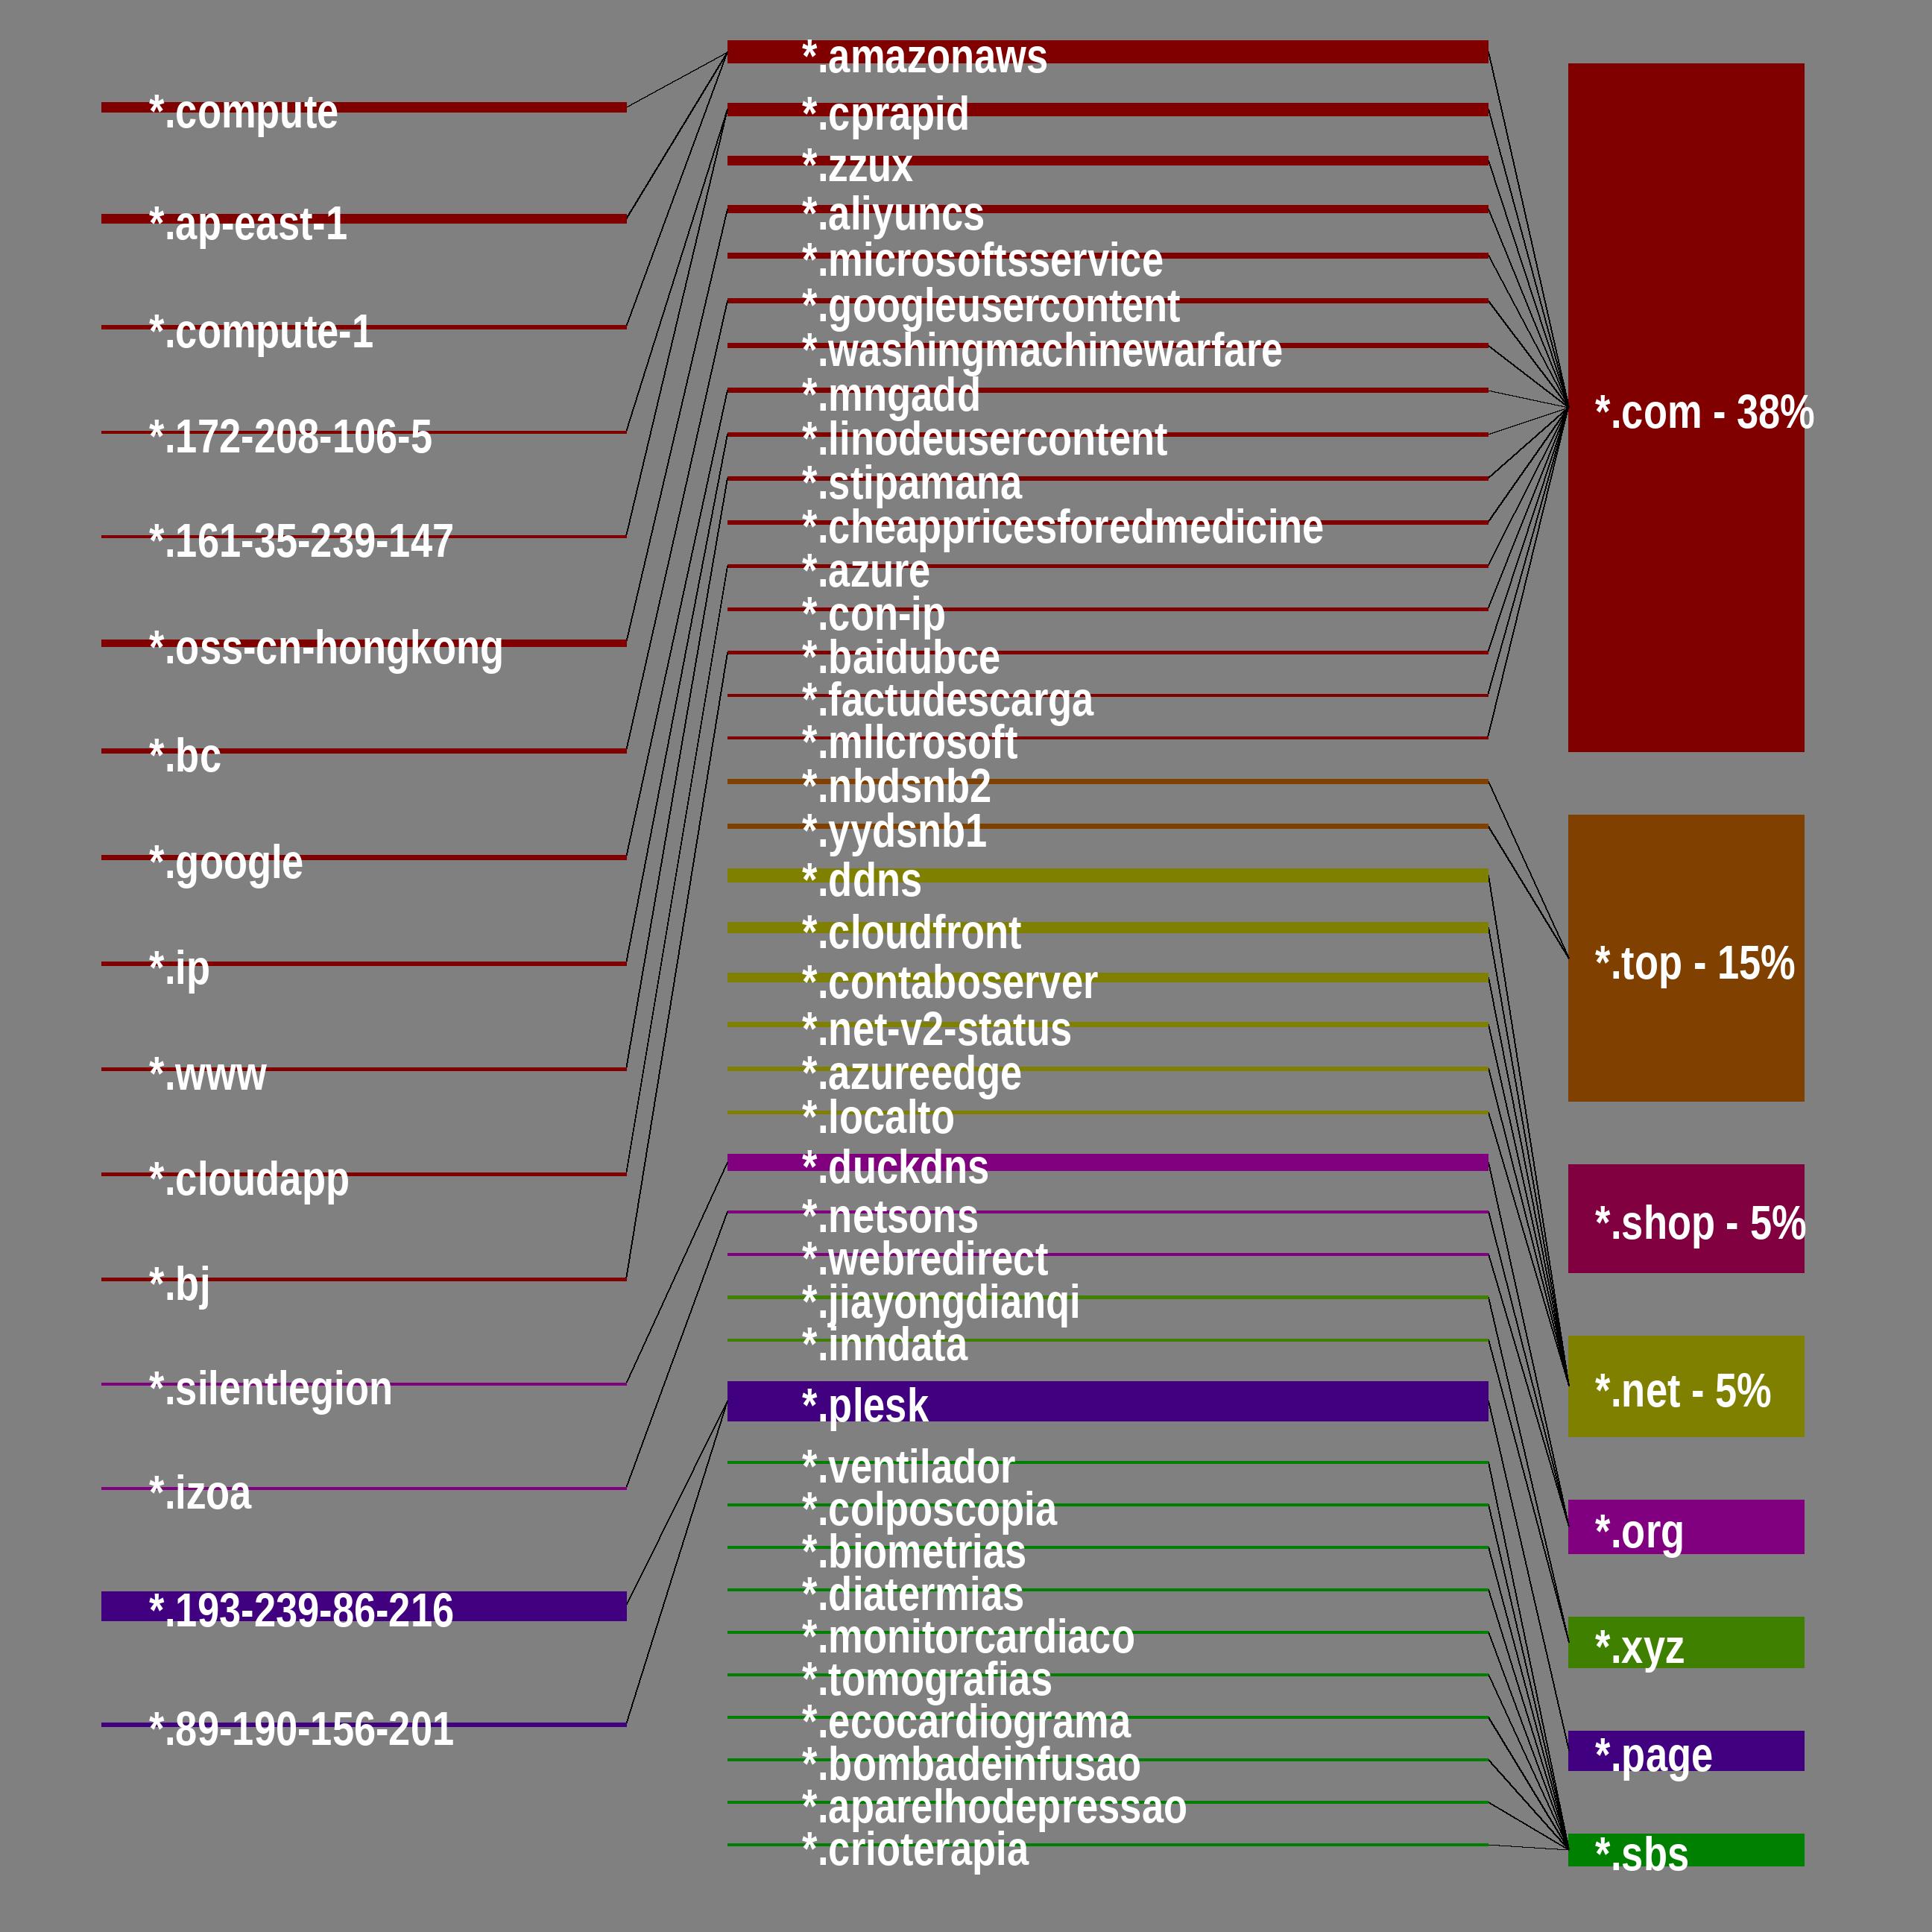 *.compute
*.ap-east-1
*.compute-1
*.172-208-106-5
*.161-35-239-147
*.oss-cn-hongkong
*.bc
*.google
*.ip
*.www
*.cloudapp
*.bj
*.silentlegion
*.izoa
*.193-239-86-216
*.89-190-156-201
*.amazonaws
*.cprapid
*.zzux
*.aliyuncs
*.microsoftsservice
*.googleusercontent
*.washingmachinewarfare
*.mngadd
*.linodeusercontent
*.stipamana
*.cheappricesforedmedicine
*.azure
*.con-ip
*.baidubce
*.factudescarga
*.mllcrosoft
*.nbdsnb2
*.yydsnb1
*.ddns
*.cloudfront
*.contaboserver
*.net-v2-status
*.azureedge
*.localto
*.duckdns
*.netsons
*.webredirect
*.jiayongdianqi
*.inndata
*.plesk
*.ventilador
*.colposcopia
*.biometrias
*.diatermias
*.monitorcardiaco
*.tomografias
*.ecocardiograma
*.bombadeinfusao
*.aparelhodepressao
*.crioterapia
*.com - 38%
*.top - 15%
*.shop - 5%
*.net - 5%
*.org
*.xyz
*.page
*.sbs